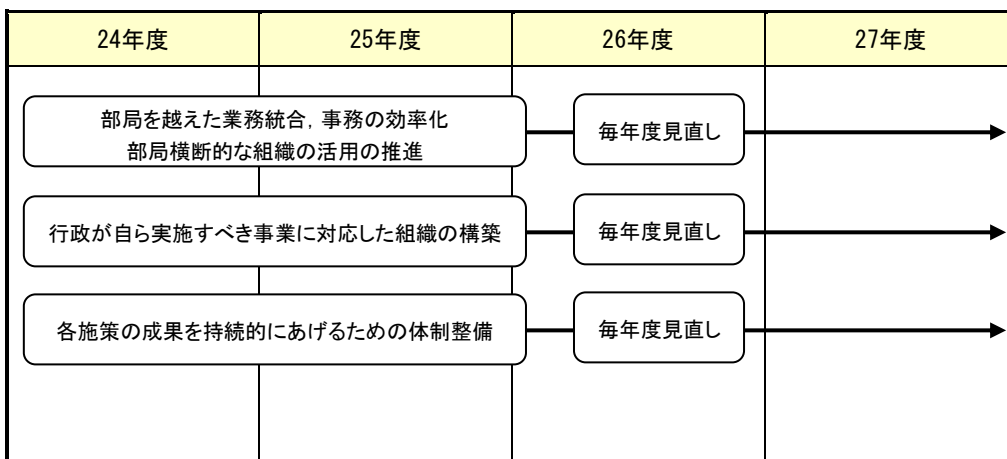 24年度
25年度
26年度
27年度
部局を越えた業務統合，事務の効率化
部局横断的な組織の活用の推進
毎年度見直し
行政が自ら実施すべき事業に対応した組織の構築
毎年度見直し
各施策の成果を持続的にあげるための体制整備
毎年度見直し